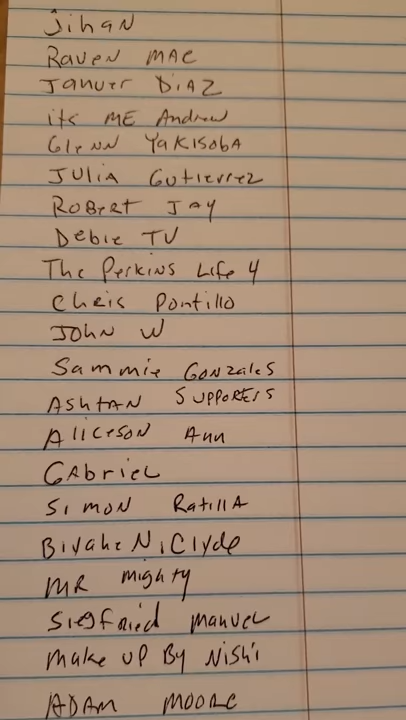 Jihan
Raven MAC
Januer DiAZ
its ME Andrew
Glenn YakisobA
Julia Gutierrez
RobeRt JAY
Debie TV
The Perkins Life 4
Chris Pontillo
John W
Sammie Gonzales
AshtAN Supporters
Aliceson Ann
GAbriel
Simon RatillA
Biyahe Ni Clyde
MR mighty
Siegfried manuel
make up By Nishi
ADAM MOORE